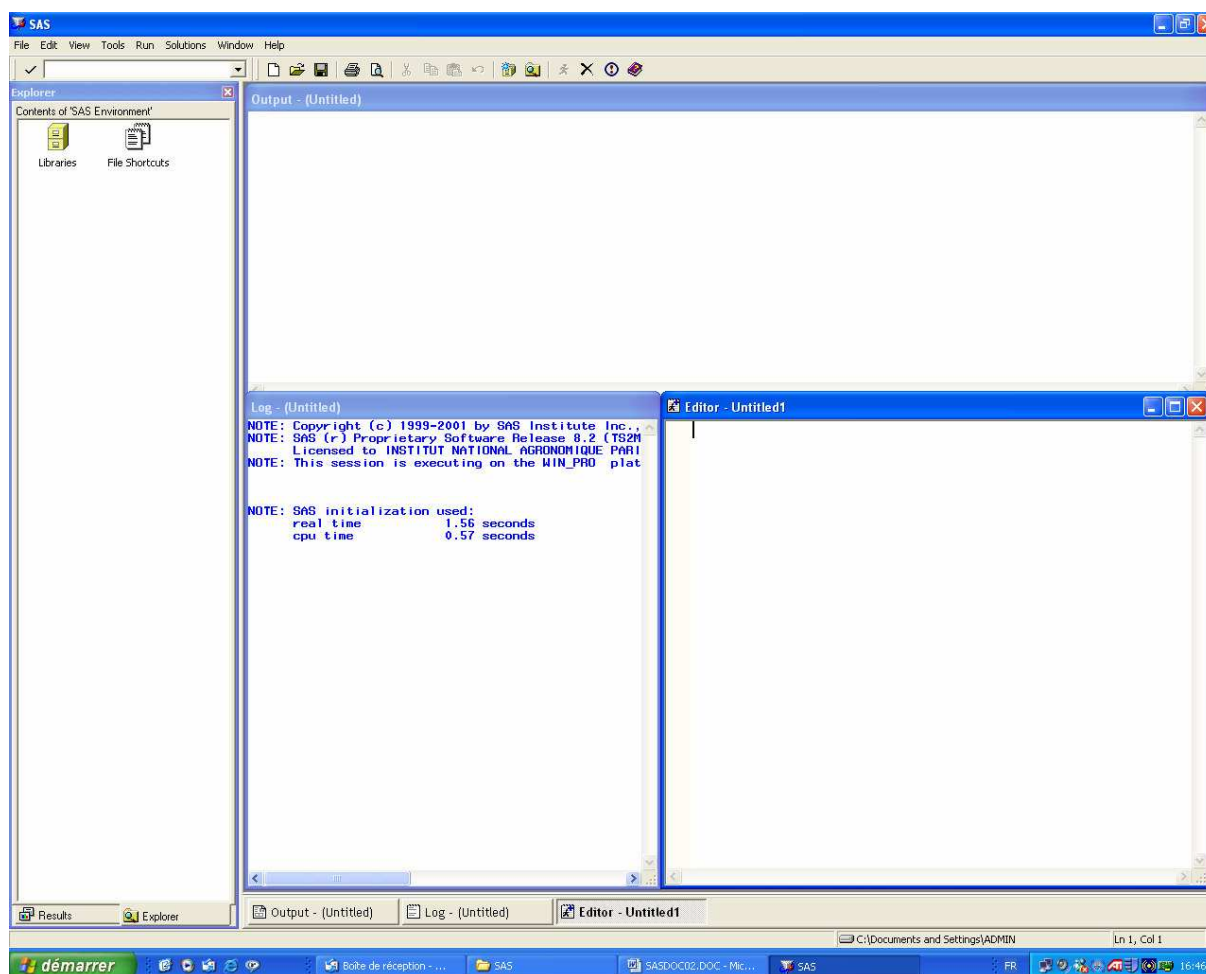 SAS
File Edit View Tools Run Solutions Window Help
Explorer
Contents of 'SAS Environment'
Libraries File Shortcuts
Output - (Untitled)
Log - (Untitled)
NOTE: Copyright (c) 1999-2001 by SAS Institute Inc.,
NOTE: SAS (r) Proprietary Software Release 8.2 (TS2M
Licensed to INSTITUT NATIONAL AGRONOMIQUE PARI
NOTE: This session is executing on the WIN_PRO plat
NOTE: SAS initialization used:
real time 1.56 seconds
cpu time 0.57 seconds
Editor - Untitled1
Results Explorer
Output - (Untitled) Log - (Untitled) Editor - Untitled1
C:\Documents and Settings\ADMIN Ln 1, Col 1
démarrer Boîte de réception - ... SAS SASDOC02.DOC - Mic... SAS FR 16:46